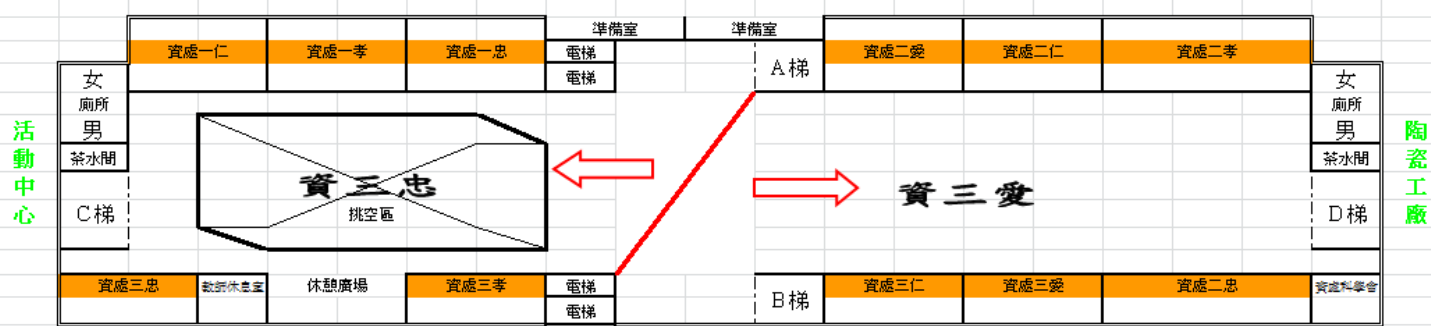 準備室 準備室
資處一仁 資處一孝 資處一忠 電梯 資處二愛 資處二仁 資處二孝
電梯 A梯
女 女
廁所 廁所
男 男
茶水間 茶水間
活動中心
陶瓷工廠
資三忠
挑空區
資三愛
C梯 D梯
資處三忠 教師休息室 休憩廣場 資處三孝 電梯 資處三仁 資處三愛 資處二忠 資處科學會
電梯 B梯